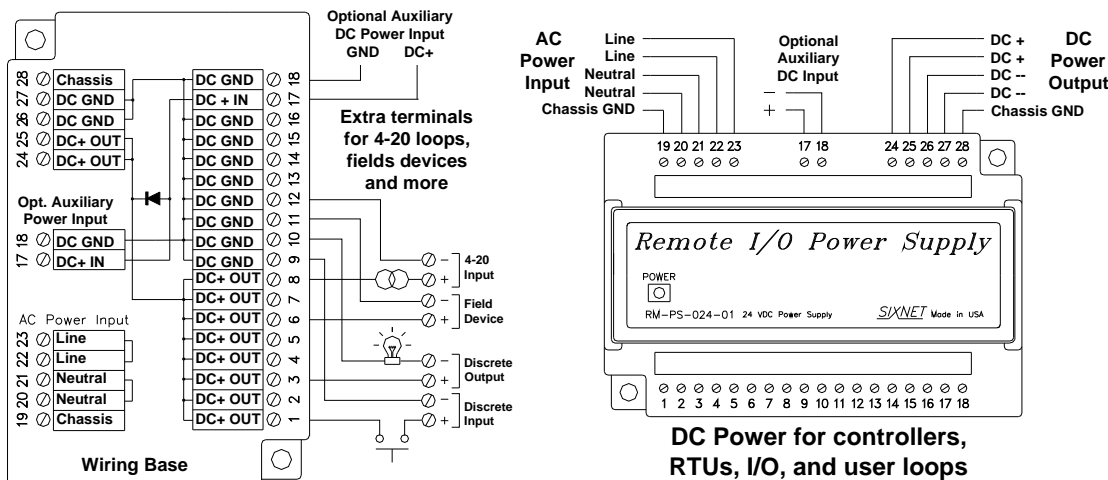 Optional Auxiliary
DC Power Input
GND DC+
28 Chassis
27 DC GND
26 DC GND
25 DC+ OUT
24 DC+ OUT
Opt. Auxiliary
Power Input
18 DC GND
17 DC+ IN
AC Power Input
23 Line
22 Line
21 Neutral
20 Neutral
19 Chassis
DC GND 18
DC + IN 17
DC GND 16
DC GND 15
DC GND 14
DC GND 13
DC GND 12
DC GND 11
DC GND 10
DC GND 9
DC+ OUT 8
DC+ OUT 7
DC+ OUT 6
DC+ OUT 5
DC+ OUT 4
DC+ OUT 3
DC+ OUT 2
DC+ OUT 1
Extra terminals
for 4-20 loops,
fields devices
and more
− 4-20
+ Input
− Field
+ Device
− Discrete
+ Output
− Discrete
+ Input
Wiring Base
AC
Power
Input
Line
Line
Neutral
Neutral
Chassis GND
Optional
Auxiliary
DC Input
−
+
DC +
DC +
DC --
DC --
Chassis GND
DC
Power
Output
19 20 21 22 23 17 18 24 25 26 27 28
Remote I/O Power Supply
POWER
RM-PS-024-01 24 VDC Power Supply SIXNET Made in USA
1 2 3 4 5 6 7 8 9 10 11 12 13 14 15 16 17 18
DC Power for controllers,
RTUs, I/O, and user loops